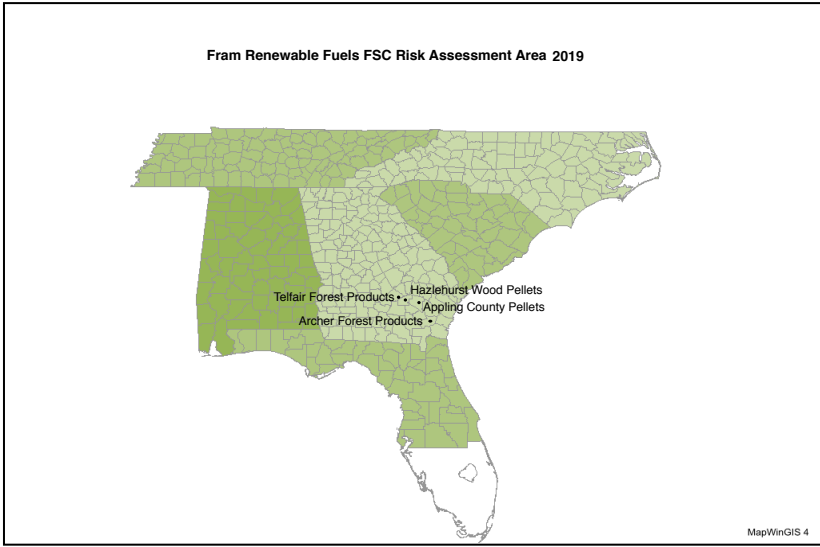 Fram Renewable Fuels FSC Risk Assessment Area 2019
Hazlehurst Wood Pellets
Telfair Forest Products
Appling County Pellets
Archer Forest Products
MapWinGIS 4